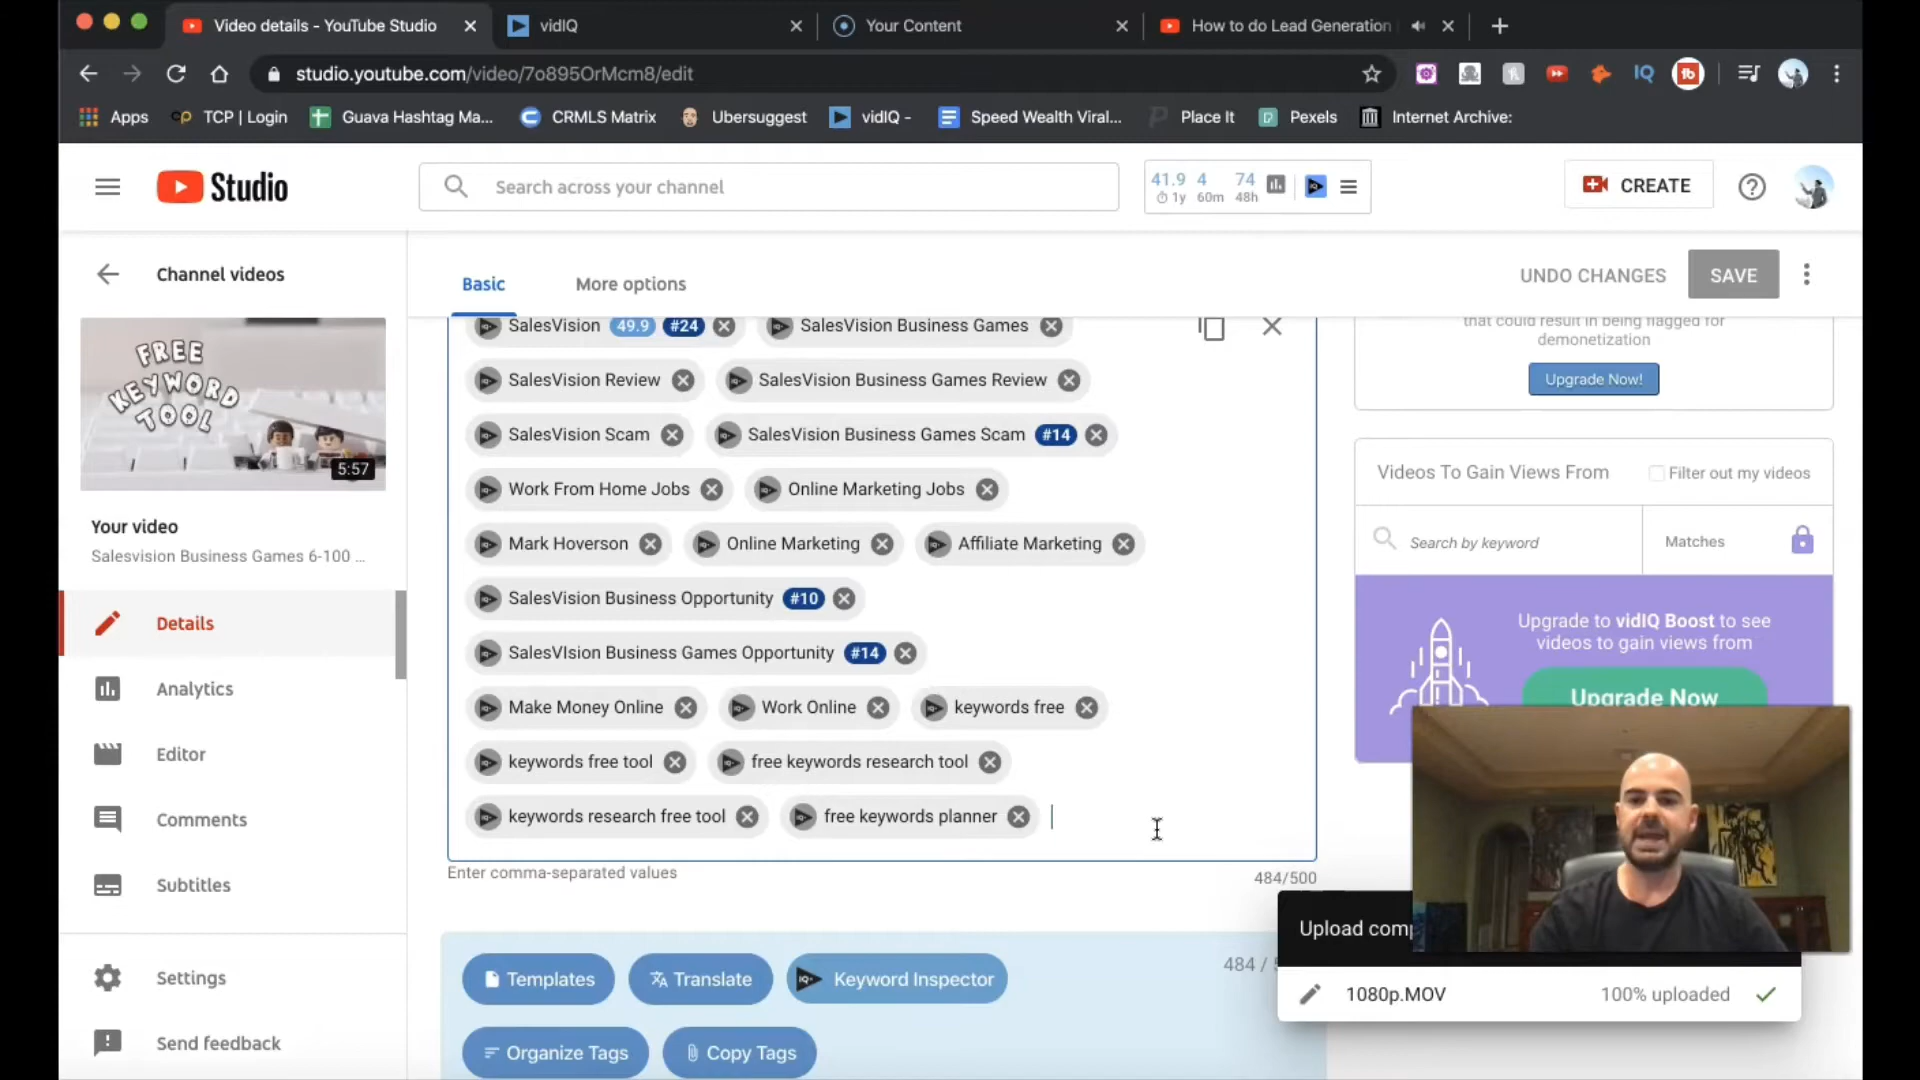 Video details - YouTube Studio
vidIQ
Your Content
How to do Lead Generation
studio.youtube.com/video/7o895OrMcm8/edit
IQ
Apps
TCP | Login
Guava Hashtag Ma...
CRMLS Matrix
Ubersuggest
vidIQ -
Speed Wealth Viral...
Place It
Pexels
Internet Archive:
Studio
Search across your channel
41.9 4 74
1y 60m 48h
CREATE
Channel videos
Basic
More options
UNDO CHANGES
SAVE
FREE
KEYWORD
TOOL
5:57
Your video
Salesvision Business Games 6-100 ...
Details
Analytics
Editor
Comments
Subtitles
Settings
Send feedback
SalesVision 49.9 #24
SalesVision Business Games
SalesVision Review
SalesVision Business Games Review
SalesVision Scam
SalesVision Business Games Scam #14
Work From Home Jobs
Online Marketing Jobs
Mark Hoverson
Online Marketing
Affiliate Marketing
SalesVision Business Opportunity #10
SalesVIsion Business Games Opportunity #14
Make Money Online
Work Online
keywords free
keywords free tool
free keywords research tool
keywords research free tool
free keywords planner
Enter comma-separated values
484/500
Templates
Translate
Keyword Inspector
484 /
Organize Tags
Copy Tags
that could result in being flagged for
demonetization
Upgrade Now!
Videos To Gain Views From
Filter out my videos
Search by keyword
Matches
Upgrade to vidIQ Boost to see
videos to gain views from
Upgrade Now
Upload comp
1080p.MOV
100% uploaded